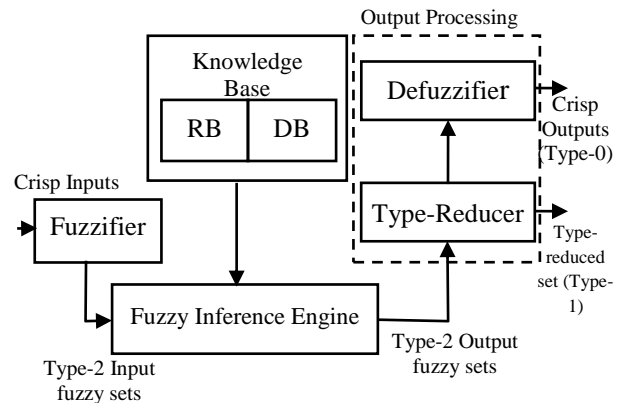 Output Processing
Knowledge
Base
RB
DB
Defuzzifier
Crisp
Outputs
(Type-0)
Crisp Inputs
Fuzzifier
Type-Reducer
Type-
reduced
set (Type-
1)
Fuzzy Inference Engine
Type-2 Input
fuzzy sets
Type-2 Output
fuzzy sets